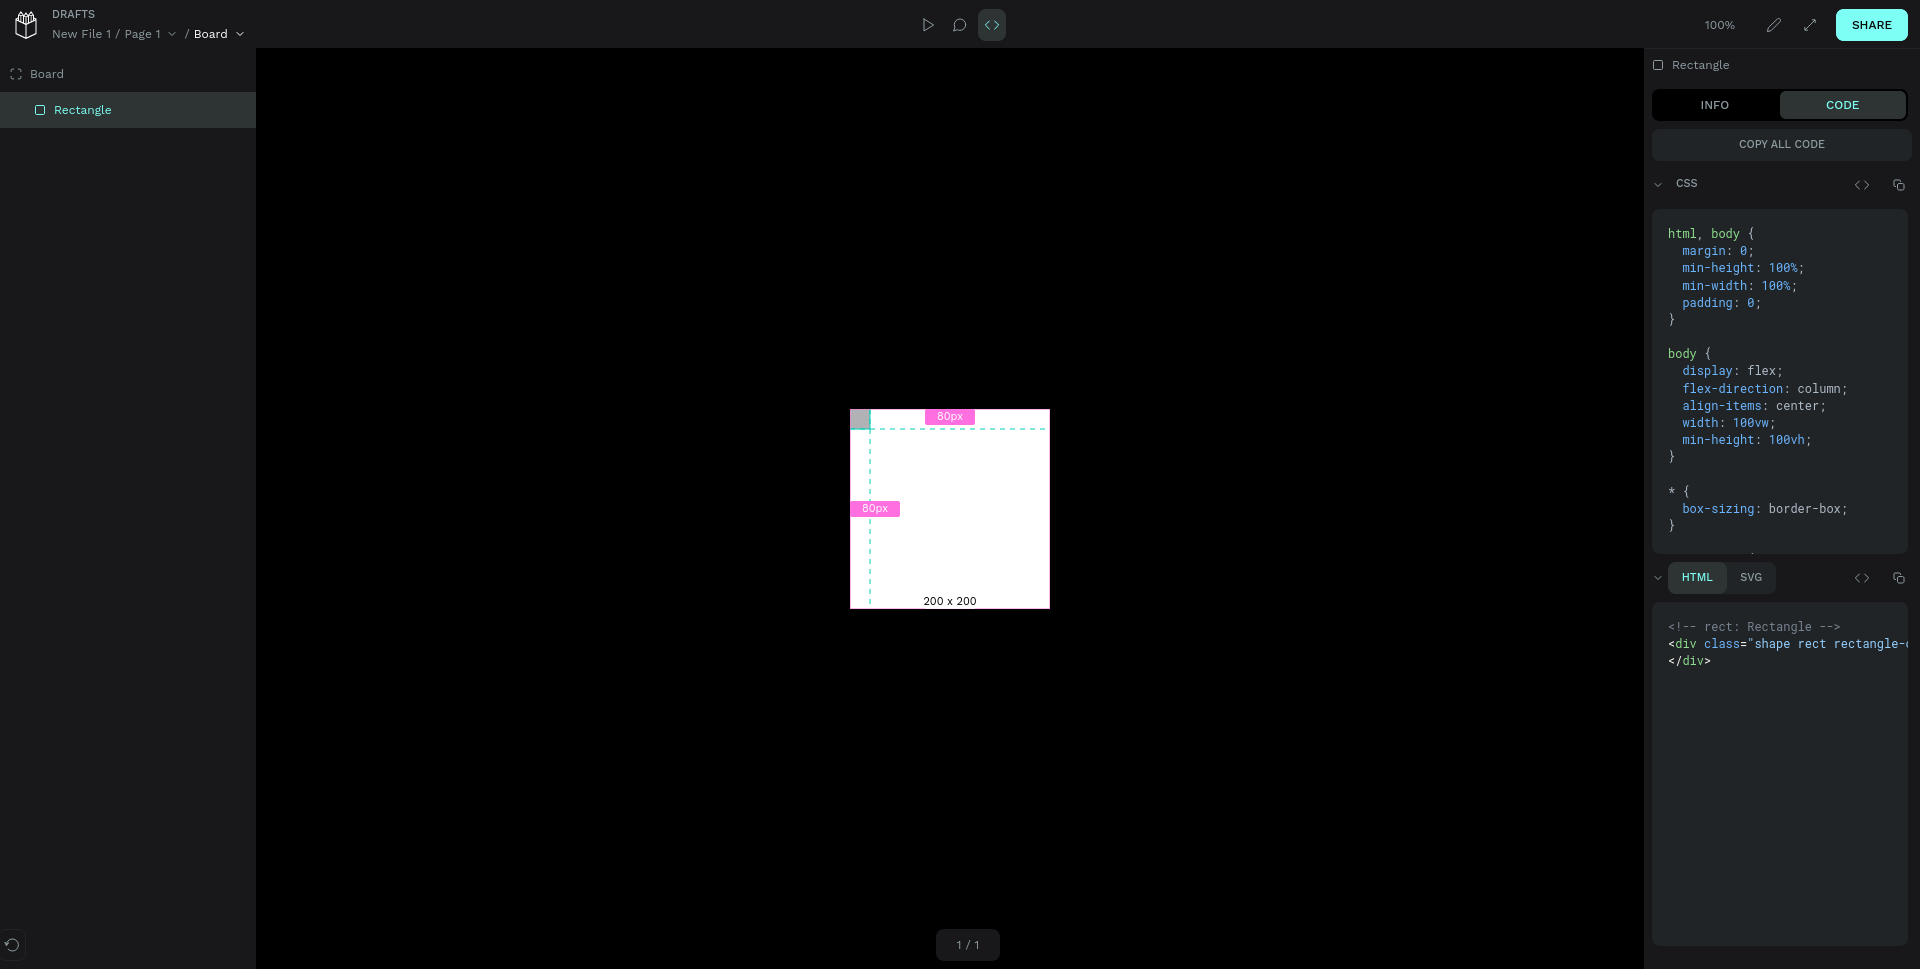 DRAFTS
New File 1 / Page 1 / Board
100%
SHARE
Board
Rectangle
80px
80px
200 x 200
1 / 1
Rectangle
INFO
CODE
COPY ALL CODE
CSS
html, body {
margin: 0;
min-height: 100%;
min-width: 100%;
padding: 0;
}
body {
display: flex;
flex-direction: column;
align-items: center;
width: 100vw;
min-height: 100vh;
}
* {
box-sizing: border-box;
}
HTML
SVG
<!-- rect: Rectangle -->
<div class="shape rect rectangle-
</div>